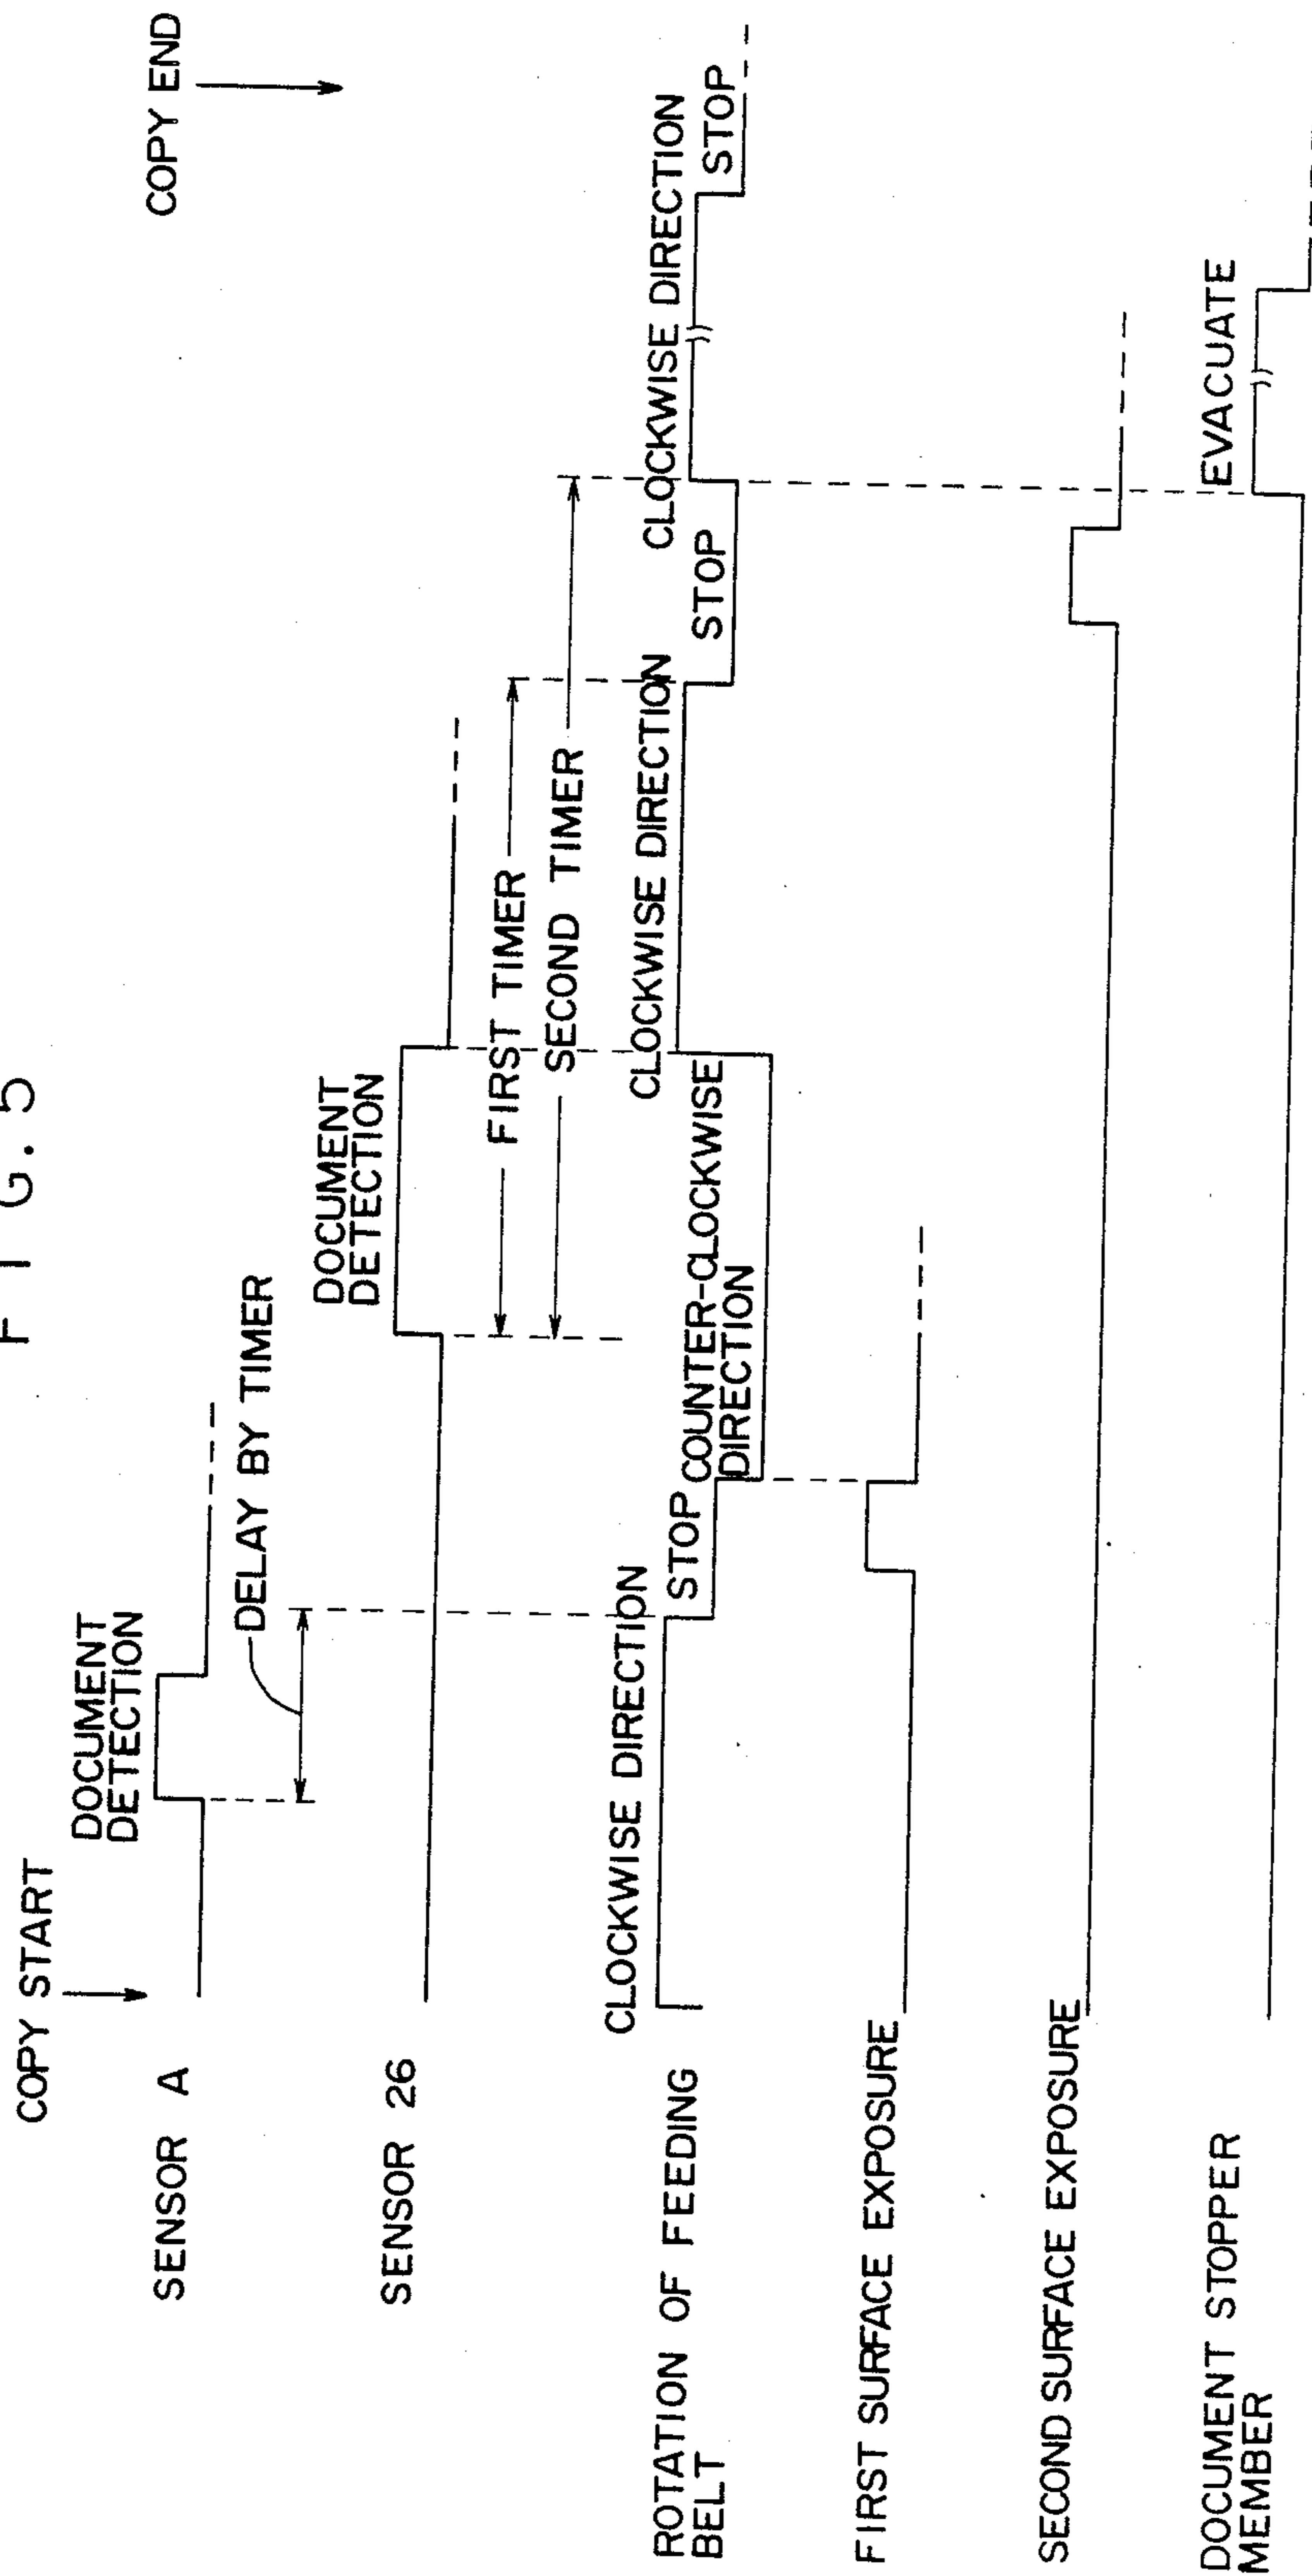 F I G. 5
COPY START
COPY END
SENSOR A
DOCUMENT
DETECTION
DELAY BY TIMER
SENSOR 26
DOCUMENT
DETECTION
FIRST TIMER
SECOND TIMER
ROTATION OF FEEDING
BELT
CLOCKWISE DIRECTION
STOP
COUNTER-CLOCKWISE
DIRECTION
CLOCKWISE DIRECTION
STOP
CLOCKWISE DIRECTION
STOP
FIRST SURFACE EXPOSURE
SECOND SURFACE EXPOSURE
DOCUMENT STOPPER
MEMBER
EVACUATE